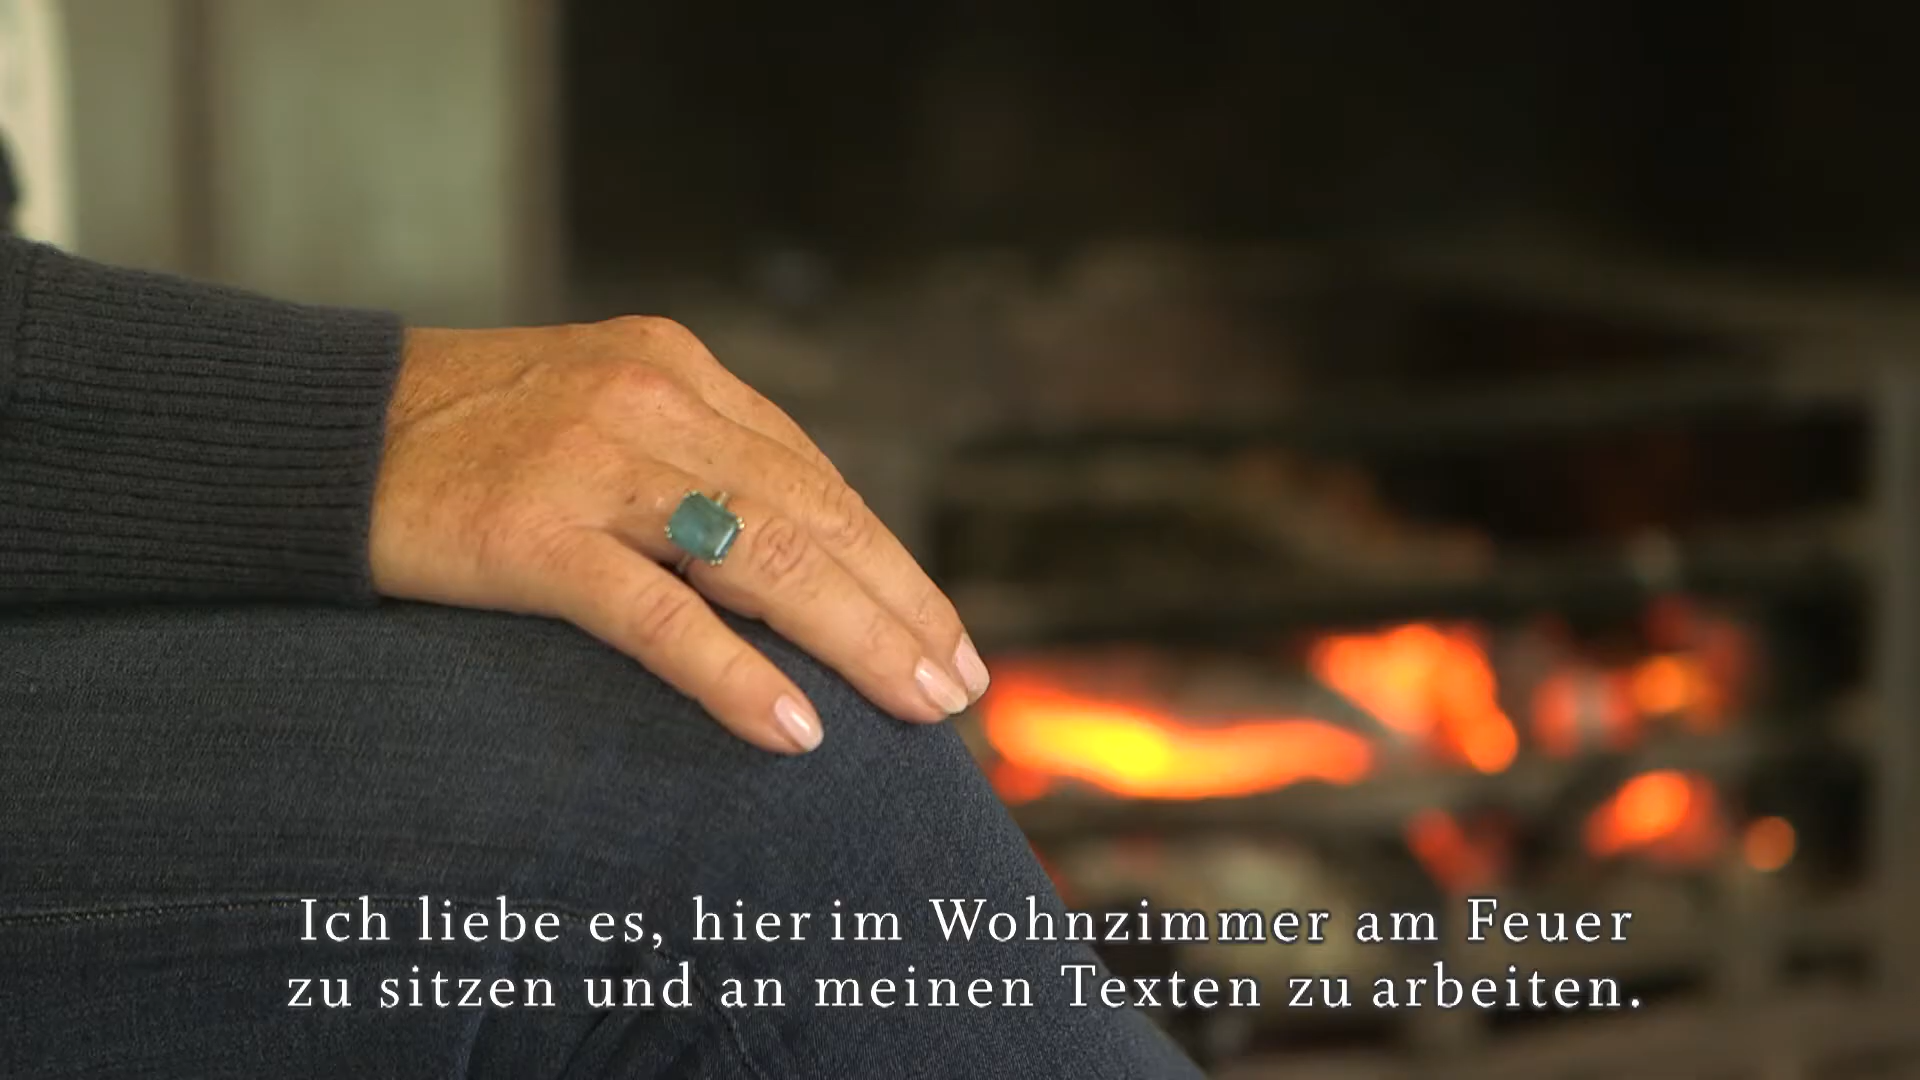 Ich liebe es, hier im Wohnzimmer am Feuer
zu sitzen und an meinen Texten zu arbeiten.